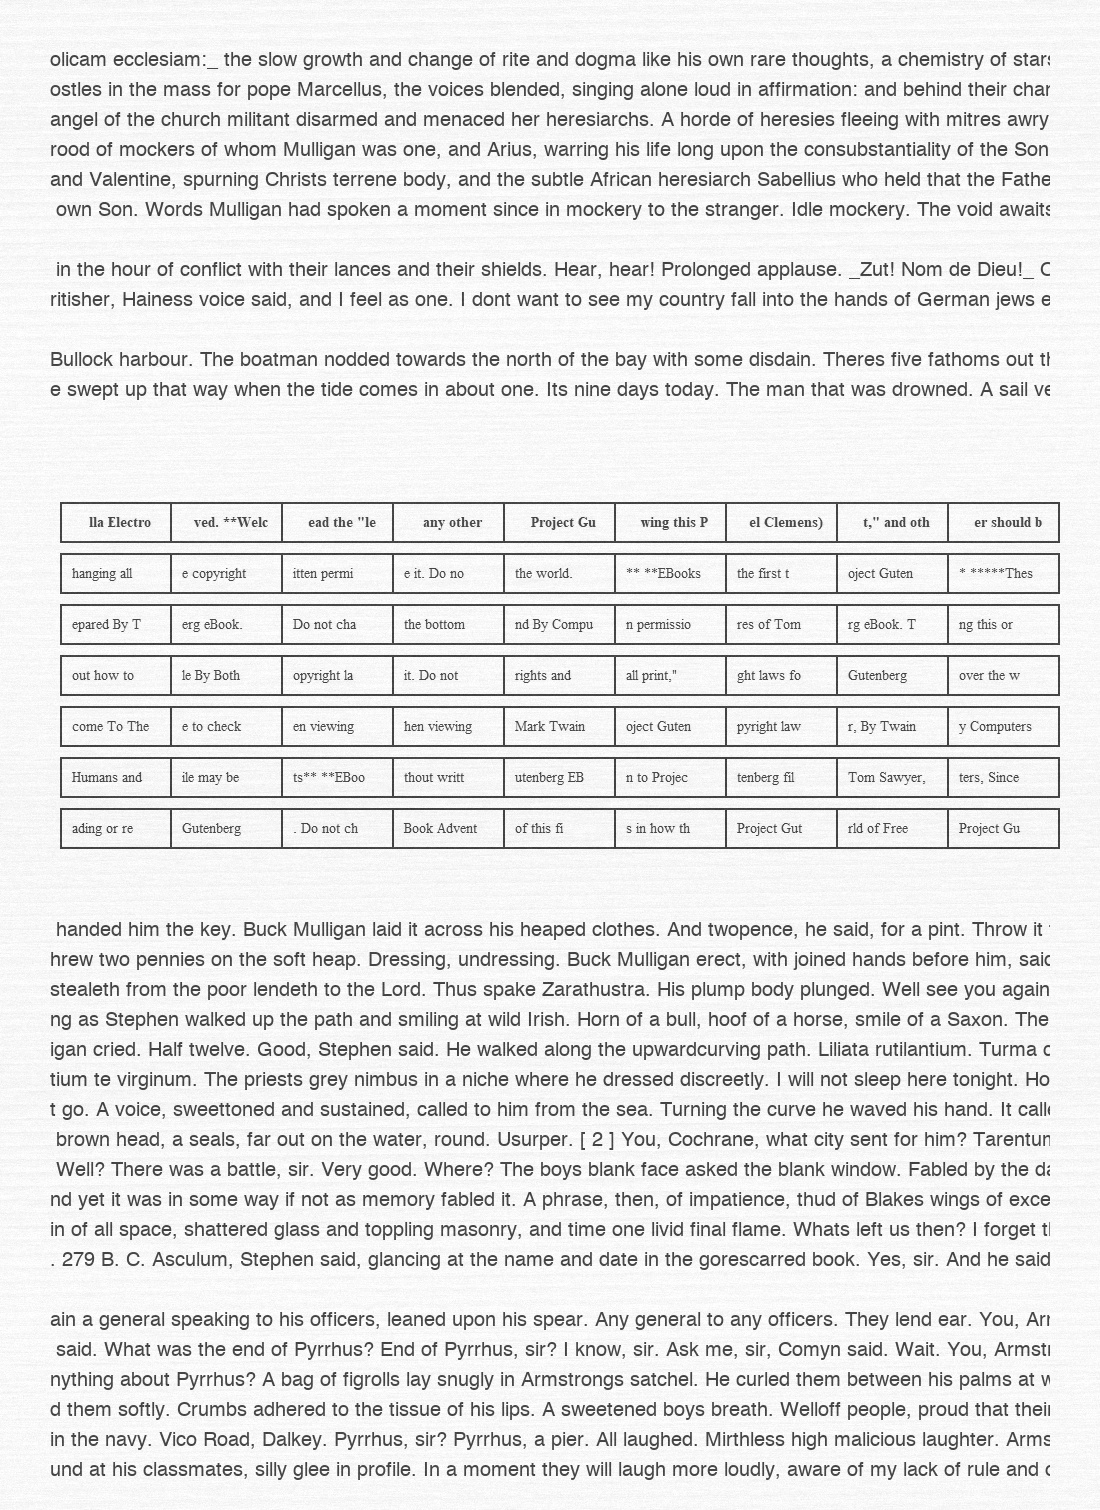 olicam ecclesiam:_ the slow growth and change of rite and dogma like his own rare thoughts, a chemistry of stars
ostles in the mass for pope Marcellus, the voices blended, singing alone loud in affirmation: and behind their
angel of the church militant disarmed and menaced her heresiarchs. A horde of heresies fleeing with mitres awry
rood of mockers of whom Mulligan was one, and Arius, warring his life long upon the consubstantiality of the Son
and Valentine, spurning Christs terrene body, and the subtle African heresiarch Sabellius who held that the Fathe
own Son. Words Mulligan had spoken a moment since in mockery to the stranger. Idle mockery. The void awaits
in the hour of conflict with their lances and their shields. Hear, hear! Prolonged applause. _Zut! Nom de Dieu!_
ritisher, Hainess voice said, and I feel as one. I dont want to see my country fall into the hands of German jews e
Bullock harbour. The boatman nodded towards the north of the bay with some disdain. Theres five fathoms out
e swept up that way when the tide comes in about one. Its nine days today. The man that was drowned. A sail ve
lla Electro ved. **Welc ead the "le any other Project Gu wing this P el Clemens) t," and oth er should b
hanging all e copyright itten permi e it. Do no the world. ** **EBooks the first t oject Guten * *****Thes
epared By T erg eBook. Do not cha the bottom nd By Compu n permissio res of Tom rg eBook. T ng this or
out how to le By Both opyright la it. Do not rights and all print," ght laws fo Gutenberg over the w
come To The e to check en viewing hen viewing Mark Twain oject Guten pyright law r, By Twain y Computers
Humans and ile may be ts** **EBoo thout writt utenberg EB n to Projec tenberg fil Tom Sawyer, ters, Since
ading or re Gutenberg . Do not ch Book Advent of this fi s in how th Project Gut rld of Free Project Gu
handed him the key. Buck Mulligan laid it across his heaped clothes. And twopence, he said, for a pint. Throw it
hrew two pennies on the soft heap. Dressing, undressing. Buck Mulligan erect, with joined hands before him, said
stealeth from the poor lendeth to the Lord. Thus spake Zarathustra. His plump body plunged. Well see you again
ng as Stephen walked up the path and smiling at wild Irish. Horn of a bull, hoof of a horse, smile of a Saxon. The
igan cried. Half twelve. Good, Stephen said. He walked along the upwardcurving path. Liliata rutilantium. Turma
tium te virginum. The priests grey nimbus in a niche where he dressed discreetly. I will not sleep here tonight. Ho
t go. A voice, sweettoned and sustained, called to him from the sea. Turning the curve he waved his hand. It calle
brown head, a seals, far out on the water, round. Usurper. [ 2 ] You, Cochrane, what city sent for him? Tarentum
Well? There was a battle, sir. Very good. Where? The boys blank face asked the blank window. Fabled by the da
nd yet it was in some way if not as memory fabled it. A phrase, then, of impatience, thud of Blakes wings of exce
in of all space, shattered glass and toppling masonry, and time one livid final flame. Whats left us then? I forget
. 279 B. C. Asculum, Stephen said, glancing at the name and date in the gorescarred book. Yes, sir. And he said
ain a general speaking to his officers, leaned upon his spear. Any general to any officers. They lend ear. You,
said. What was the end of Pyrrhus? End of Pyrrhus, sir? I know, sir. Ask me, sir, Comyn said. Wait. You, Armstr
nything about Pyrrhus? A bag of figrolls lay snugly in Armstrongs satchel. He curled them between his palms at
d them softly. Crumbs adhered to the tissue of his lips. A sweetened boys breath. Welloff people, proud that their
in the navy. Vico Road, Dalkey. Pyrrhus, sir? Pyrrhus, a pier. All laughed. Mirthless high malicious laughter. Arms
und at his classmates, silly glee in profile. In a moment they will laugh more loudly, aware of my lack of rule and